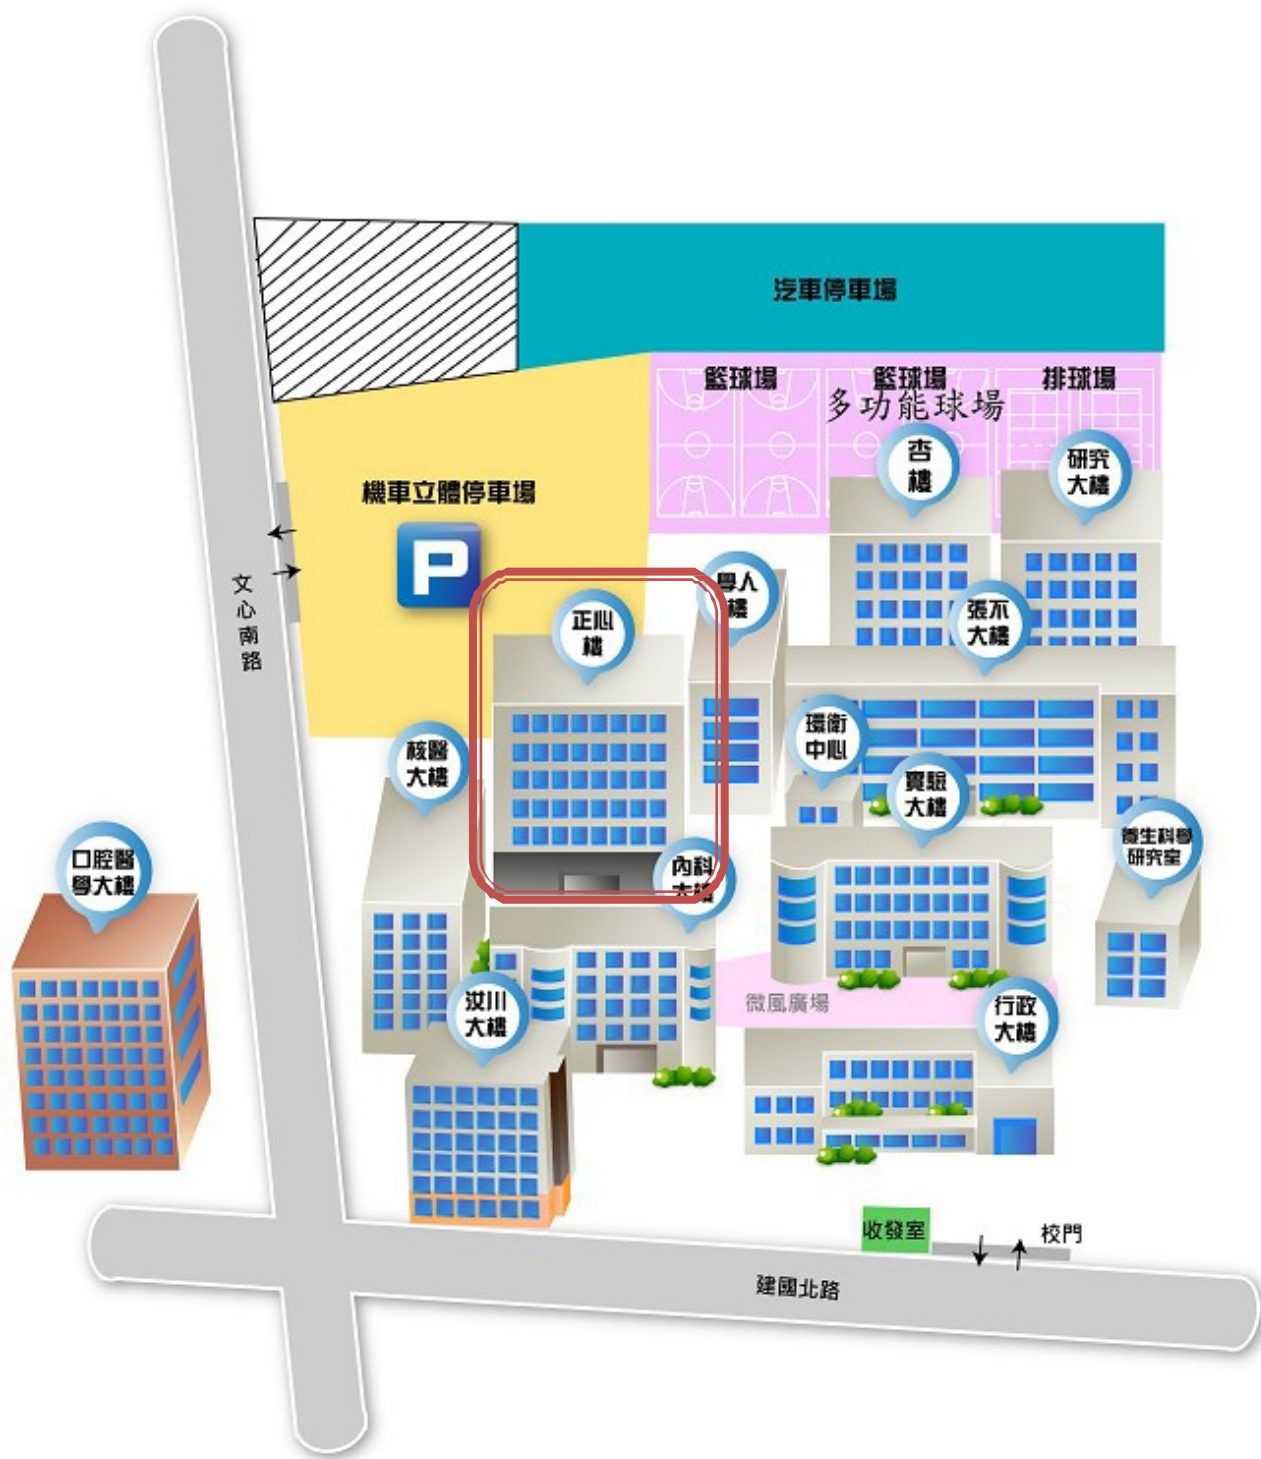 汽車停車場
籃球場
籃球場
排球場
多功能球場
杏
樓
研究
大樓
機車立體停車場
P
學人
樓
文
心
南
路
正心
樓
張不
大樓
核醫
大樓
環衛
中心
實驗
大樓
口腔醫
學大樓
內科
大樓
養生科學
研究室
汝川
大樓
微風廣場
行政
大樓
收發室
校門
建國北路